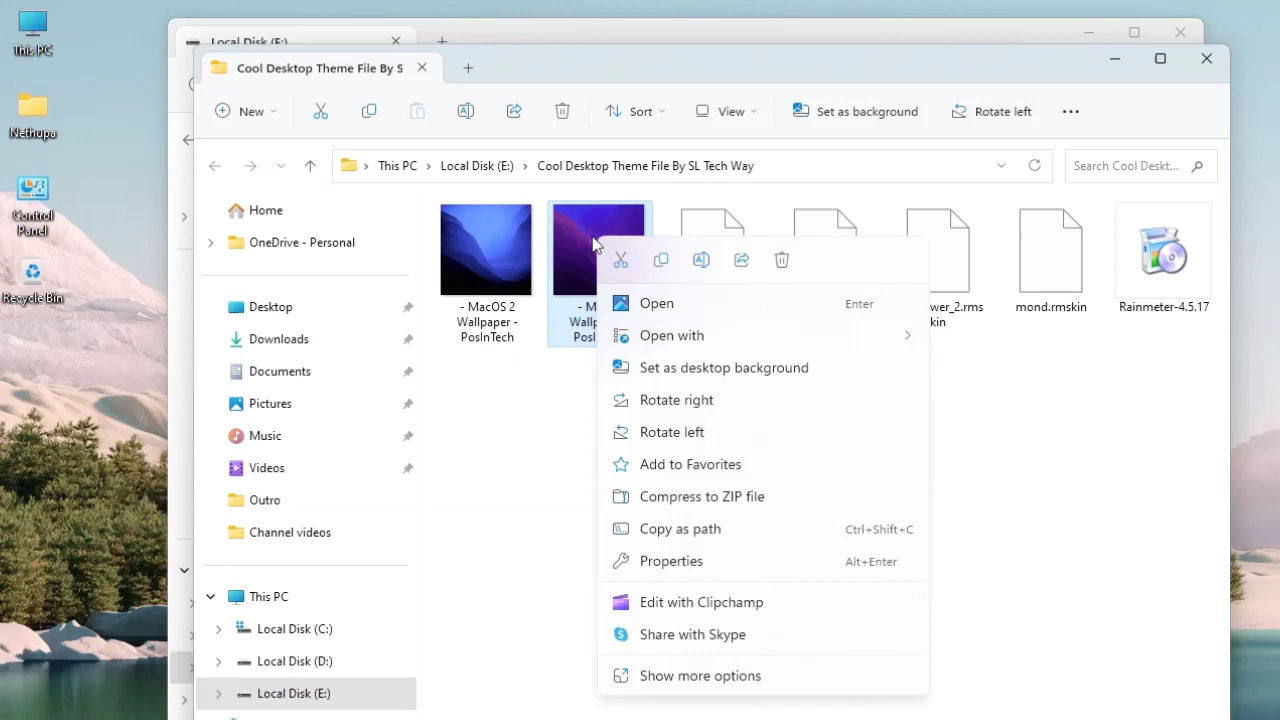 This PC
Nethupa
Control
Panel
Recycle Bin
Local Disk (E:)
Cool Desktop Theme File By S
New
Sort
View
Set as background
Rotate left
This PC
Local Disk (E:)
Cool Desktop Theme File By SL Tech Way
Search Cool Deskt...
Home
OneDrive - Personal
Desktop
Downloads
Documents
Pictures
Music
Videos
Outro
Channel videos
This PC
Local Disk (C:)
Local Disk (D:)
Local Disk (E:)
- MacOS 2
Wallpaper -
PosInTech
- M
Wallp
PosI
wer_2.rms
kin
mond.rmskin
Rainmeter-4.5.17
Open Enter
Open with
Set as desktop background
Rotate right
Rotate left
Add to Favorites
Compress to ZIP file
Copy as path Ctrl+Shift+C
Properties Alt+Enter
Edit with Clipchamp
Share with Skype
Show more options